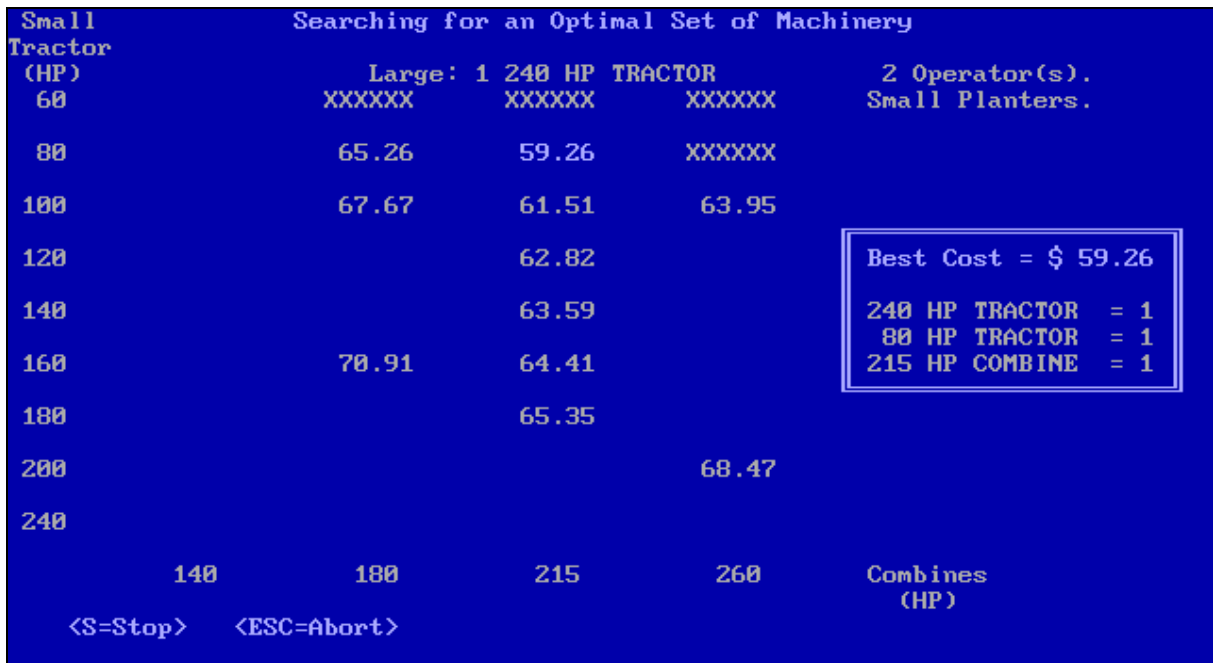 Small Searching for an Optimal Set of Machinery
Tractor
(HP) Large: 1 240 HP TRACTOR 2 Operator(s).
60 XXXXXX XXXXXX XXXXXX Small Planters.
80 65.26 59.26 XXXXXX
100 67.67 61.51 63.95
120 62.82 Best Cost = $ 59.26
140 63.59 240 HP TRACTOR = 1
80 HP TRACTOR = 1
160 70.91 64.41 215 HP COMBINE = 1
180 65.35
200 68.47
240
140 180 215 260 Combines
(HP)
<S=Stop> <ESC=Abort>